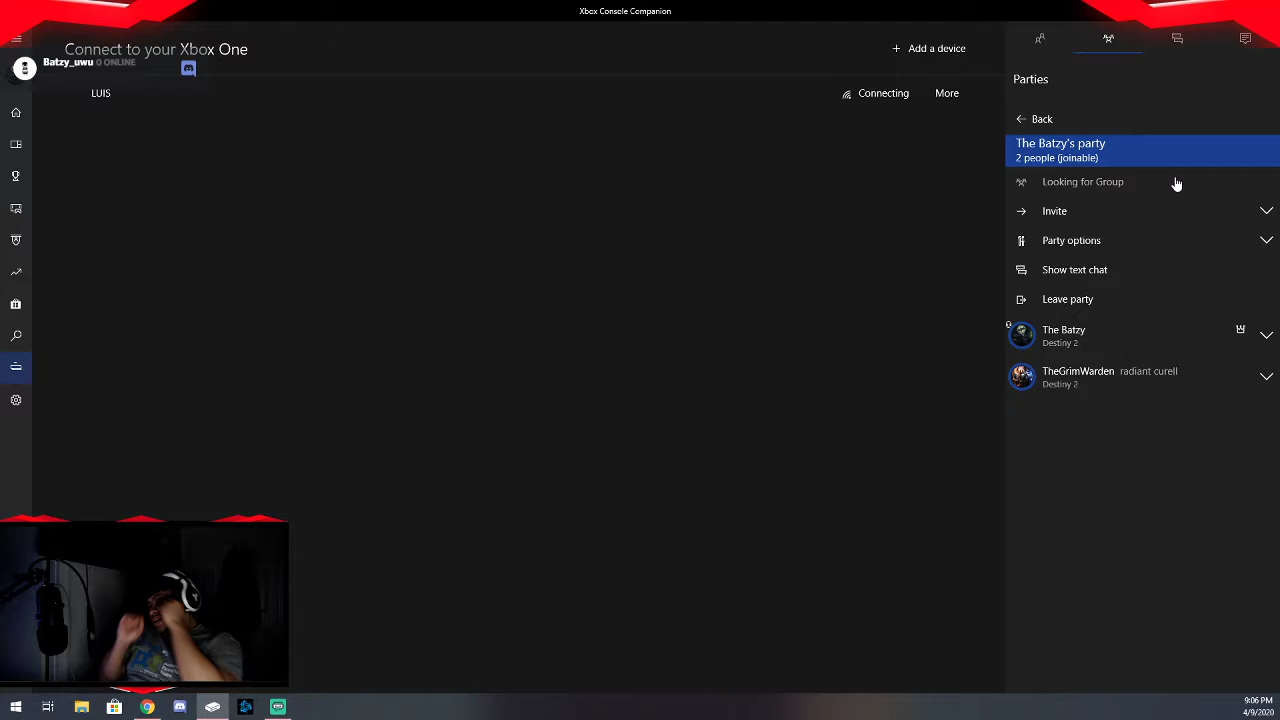 Xbox Console Companion
Connect to your Xbox One
Add a device
Batzy_uwu 0 ONLINE
LUIS
Connecting
More
Parties
Back
The Batzy's party
2 people (joinable)
Looking for Group
Invite
Party options
Show text chat
Leave party
The Batzy
Destiny 2
TheGrimWarden radiant curell
Destiny 2
9:06 PM
4/9/2020